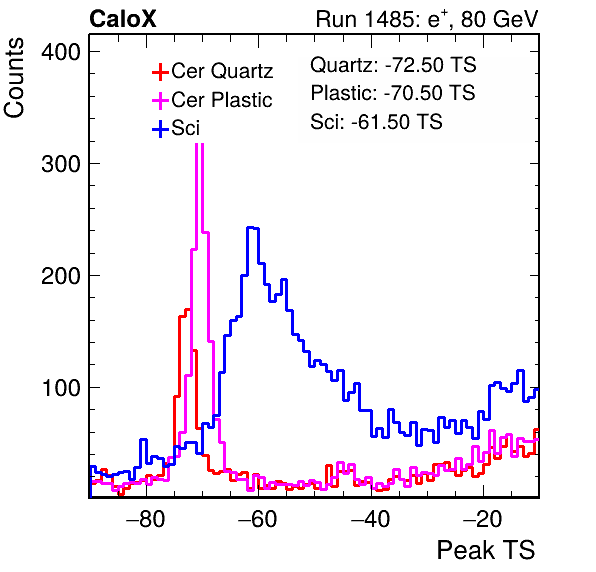 CaloX Run 1485: e⁺, 80 GeV
Counts
400
300
200
100
Cer Quartz
Cer Plastic
Sci
Quartz: -72.50 TS
Plastic: -70.50 TS
Sci: -61.50 TS
−80 −60 −40 −20
Peak TS